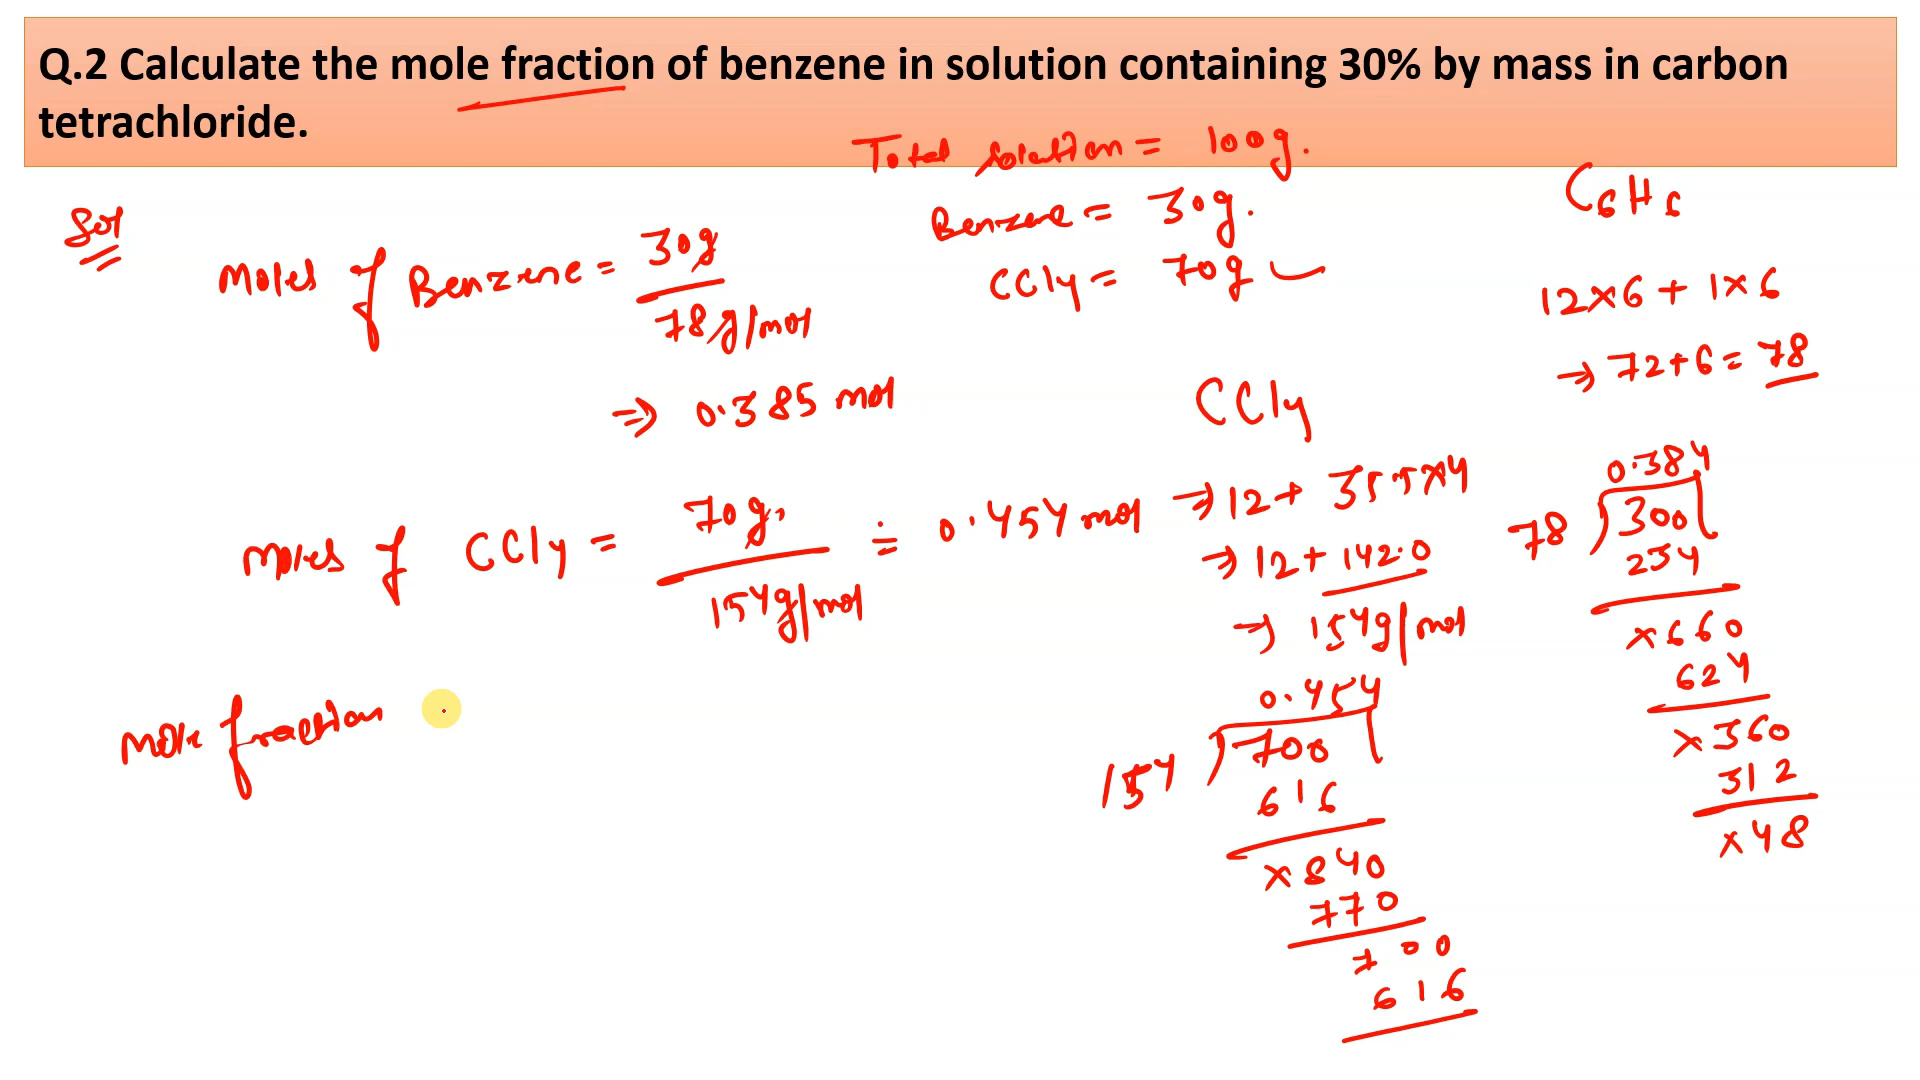 Q.2 Calculate the mole fraction of benzene in solution containing 30% by mass in carbon
tetrachloride.
Total solution = 100g.
Benzene = 30g.
CCl4 = 70g
Sol
Moles of Benzene = 30g
78g/mol
⇒ 0.385 mol
C6H6
12×6 + 1×6
→ 72+6 = 78
CCl4
→ 12 + 35.5×4
→ 12 + 142.0
→ 154g/mol
Moles of CCl4 = 70g
154g/mol
= 0.454 mol
0.384
78 ) 300 (
234
×660
624
×360
312
×48
0.454
154 ) 700 (
616
×840
770
700
616
Mole fraction